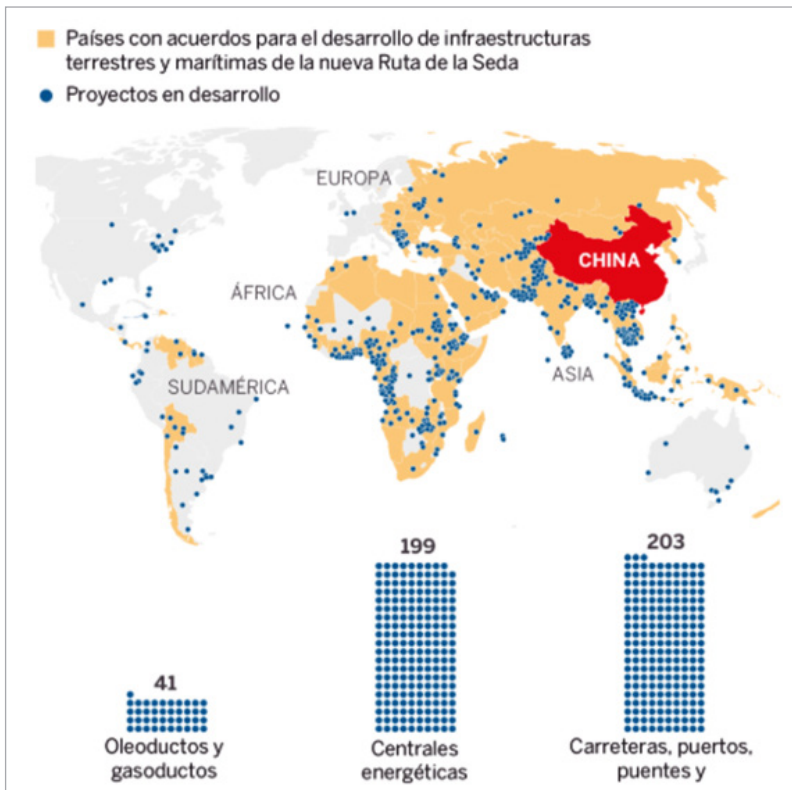 Países con acuerdos para el desarrollo de infraestructuras
terrestres y marítimas de la nueva Ruta de la Seda
Proyectos en desarrollo
EUROPA
CHINA
ÁFRICA
ASIA
SUDAMÉRICA
199
203
41
Oleoductos y
gasoductos
Centrales
energéticas
Carreteras, puertos,
puentes y